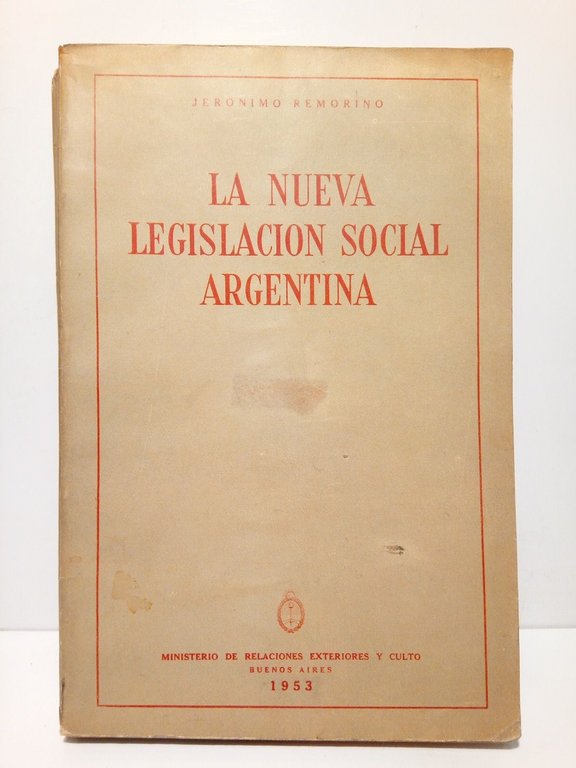 JERONIMO REMORINO
LA NUEVA
LEGISLACION SOCIAL
ARGENTINA
MINISTERIO DE RELACIONES EXTERIORES Y CULTO
BUENOS AIRES
1953